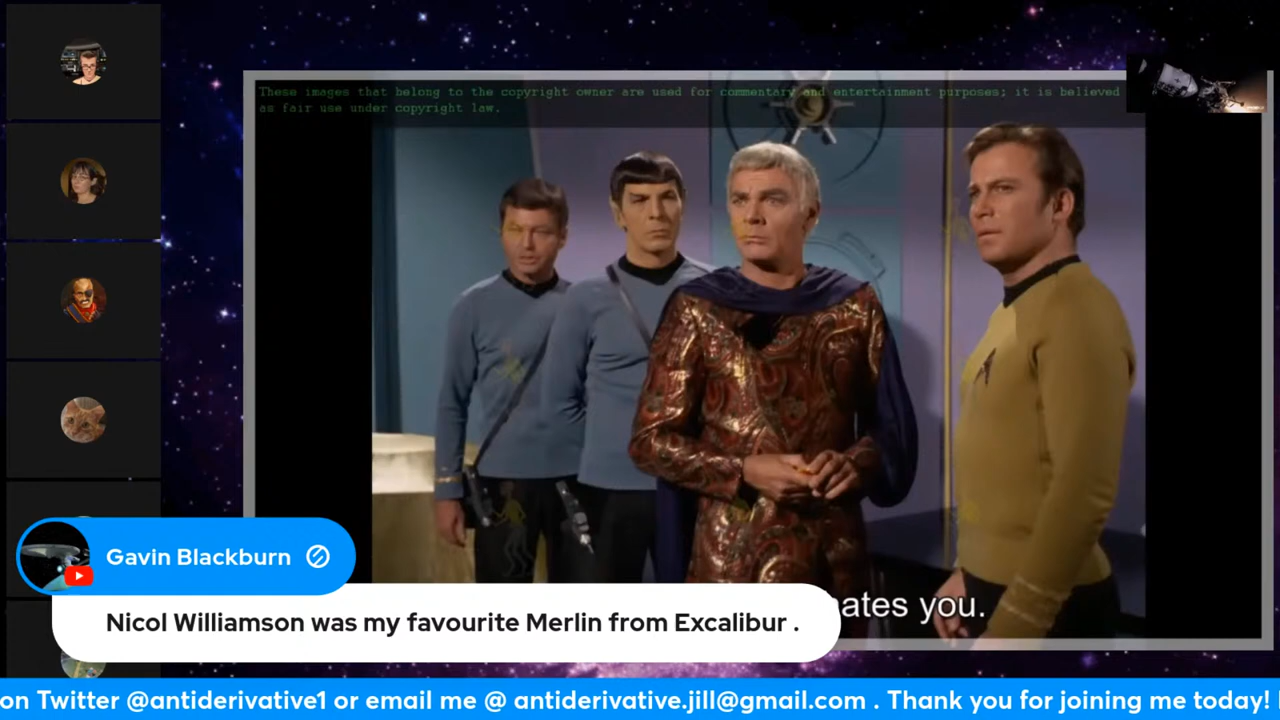 These images that belong to the copyright owner are used for commentary and entertainment purposes; it is believed
as fair use under copyright law.
Gavin Blackburn
Nicol Williamson was my favourite Merlin from Excalibur .
you.
on Twitter @antiderivative1 or email me @ antiderivative.jill@gmail.com . Thank you for joining me today!